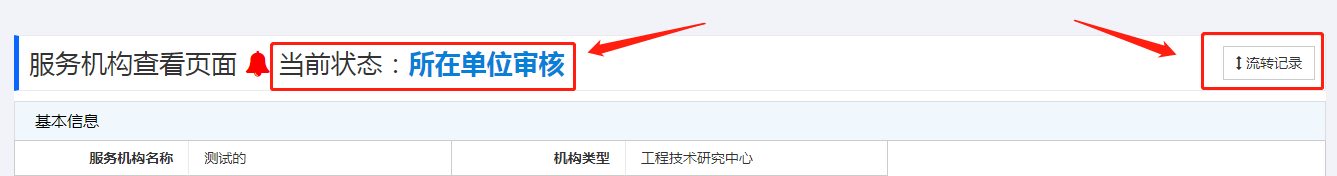 服务机构查看页面 当前状态：所在单位审核 流转记录
基本信息
服务机构名称 测试的 机构类型 工程技术研究中心